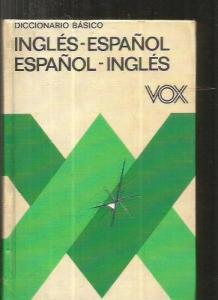 DICCIONARIO BÁSICO
INGLÉS-ESPAÑOL
ESPAÑOL-INGLÉS
VOX